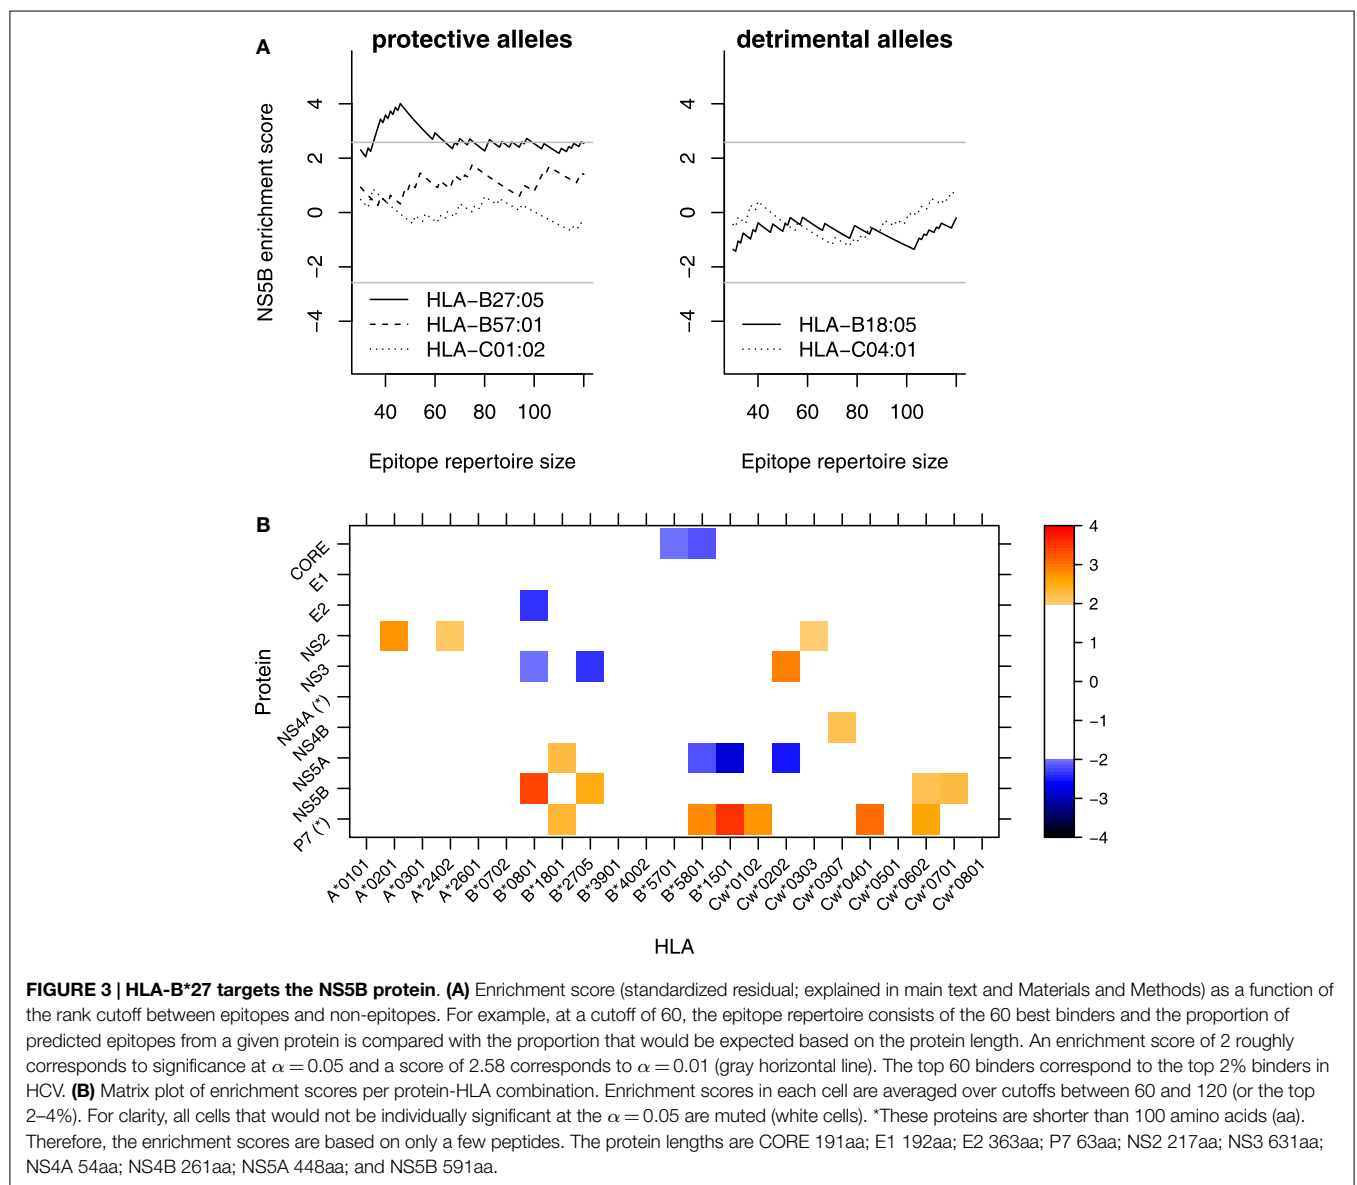 A
protective alleles
detrimental alleles
NS5B enrichment score
4
2
0
−2
−4
HLA−B27:05
HLA−B57:01
HLA−C01:02
40 60 80 100
Epitope repertoire size
4
2
0
−2
−4
HLA−B18:05
HLA−C04:01
40 60 80 100
Epitope repertoire size
B
Protein
CORE
E1
E2
NS2
NS3
NS4A (*)
NS4B
NS5A
NS5B
P7 (*)
A*0101
A*0201
A*0301
A*2402
A*2601
B*0702
B*0801
B*1801
B*2705
B*3901
B*4002
B*5701
B*5801
B*1501
Cw*0102
Cw*0202
Cw*0303
Cw*0307
Cw*0401
Cw*0501
Cw*0602
Cw*0701
Cw*0801
HLA
4
3
2
1
0
−1
−2
−3
−4
FIGURE 3 | HLA-B*27 targets the NS5B protein. (A) Enrichment score (standardized residual; explained in main text and Materials and Methods) as a function of
the rank cutoff between epitopes and non-epitopes. For example, at a cutoff of 60, the epitope repertoire consists of the 60 best binders and the proportion of
predicted epitopes from a given protein is compared with the proportion that would be expected based on the protein length. An enrichment score of 2 roughly
corresponds to significance at α = 0.05 and a score of 2.58 corresponds to α = 0.01 (gray horizontal line). The top 60 binders correspond to the top 2% binders in
HCV. (B) Matrix plot of enrichment scores per protein-HLA combination. Enrichment scores in each cell are averaged over cutoffs between 60 and 120 (or the top
2–4%). For clarity, all cells that would not be individually significant at the α = 0.05 are muted (white cells). *These proteins are shorter than 100 amino acids (aa).
Therefore, the enrichment scores are based on only a few peptides. The protein lengths are CORE 191aa; E1 192aa; E2 363aa; P7 63aa; NS2 217aa; NS3 631aa;
NS4A 54aa; NS4B 261aa; NS5A 448aa; and NS5B 591aa.